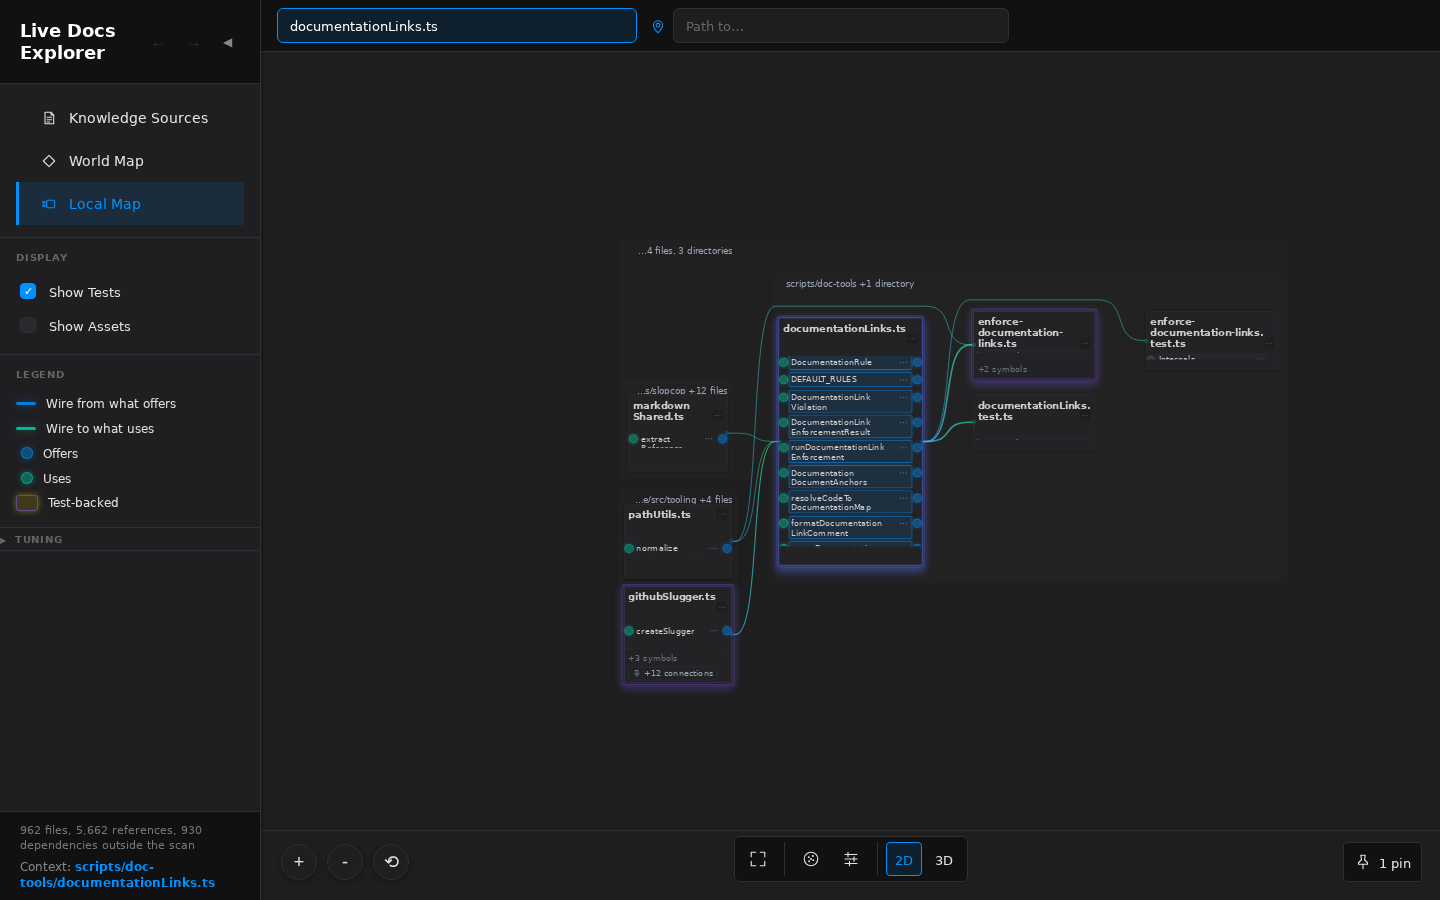 Live Docs
Explorer
Knowledge Sources
World Map
Local Map
DISPLAY
Show Tests
Show Assets
LEGEND
Wire from what offers
Wire to what uses
Offers
Uses
Test-backed
TUNING
962 files, 5,662 references, 930
dependencies outside the scan
Context: scripts/doc-
tools/documentationLinks.ts
documentationLinks.ts
Path to...
...4 files, 3 directories
scripts/doc-tools +1 directory
...s/slopcop +12 files
markdown
Shared.ts
extract
...e/src/tooling +4 files
pathUtils.ts
normalize
githubSlugger.ts
createSlugger
+3 symbols
+12 connections
documentationLinks.ts
DocumentationRule
DEFAULT_RULES
DocumentationLink
Violation
DocumentationLink
EnforcementResult
runDocumentationLink
Enforcement
Documentation
DocumentAnchors
resolveCodeTo
DocumentationMap
formatDocumentation
LinkComment
enforce-
documentation-
links.ts
+2 symbols
documentationLinks.
test.ts
enforce-
documentation-links.
test.ts
Internals
+
-
2D
3D
1 pin